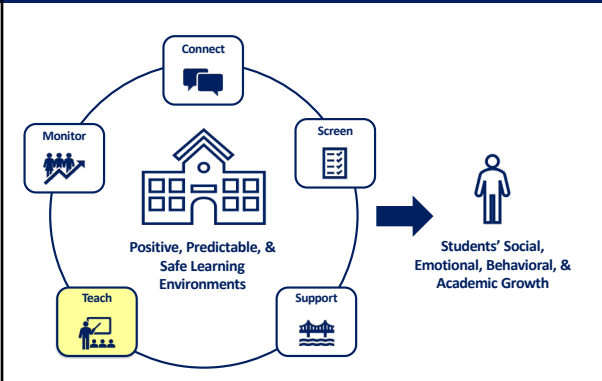 Connect
Monitor
Screen
Positive, Predictable, &
Safe Learning
Environments
Students’ Social,
Emotional, Behavioral, &
Academic Growth
Teach
Support